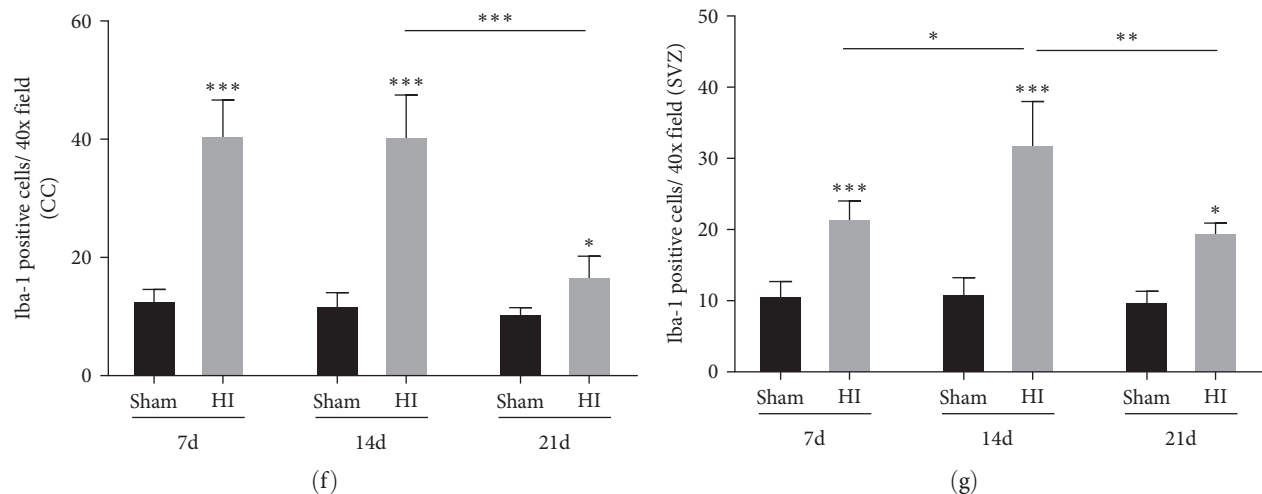 60
40
20
0
Iba-1 positive cells/ 40x field
(CC)
***
***
***
*
Sham HI Sham HI Sham HI
7d 14d 21d
(f)
50
40
30
20
10
0
Iba-1 positive cells/ 40x field (SVZ)
* **
***
***
*
Sham HI Sham HI Sham HI
7d 14d 21d
(g)